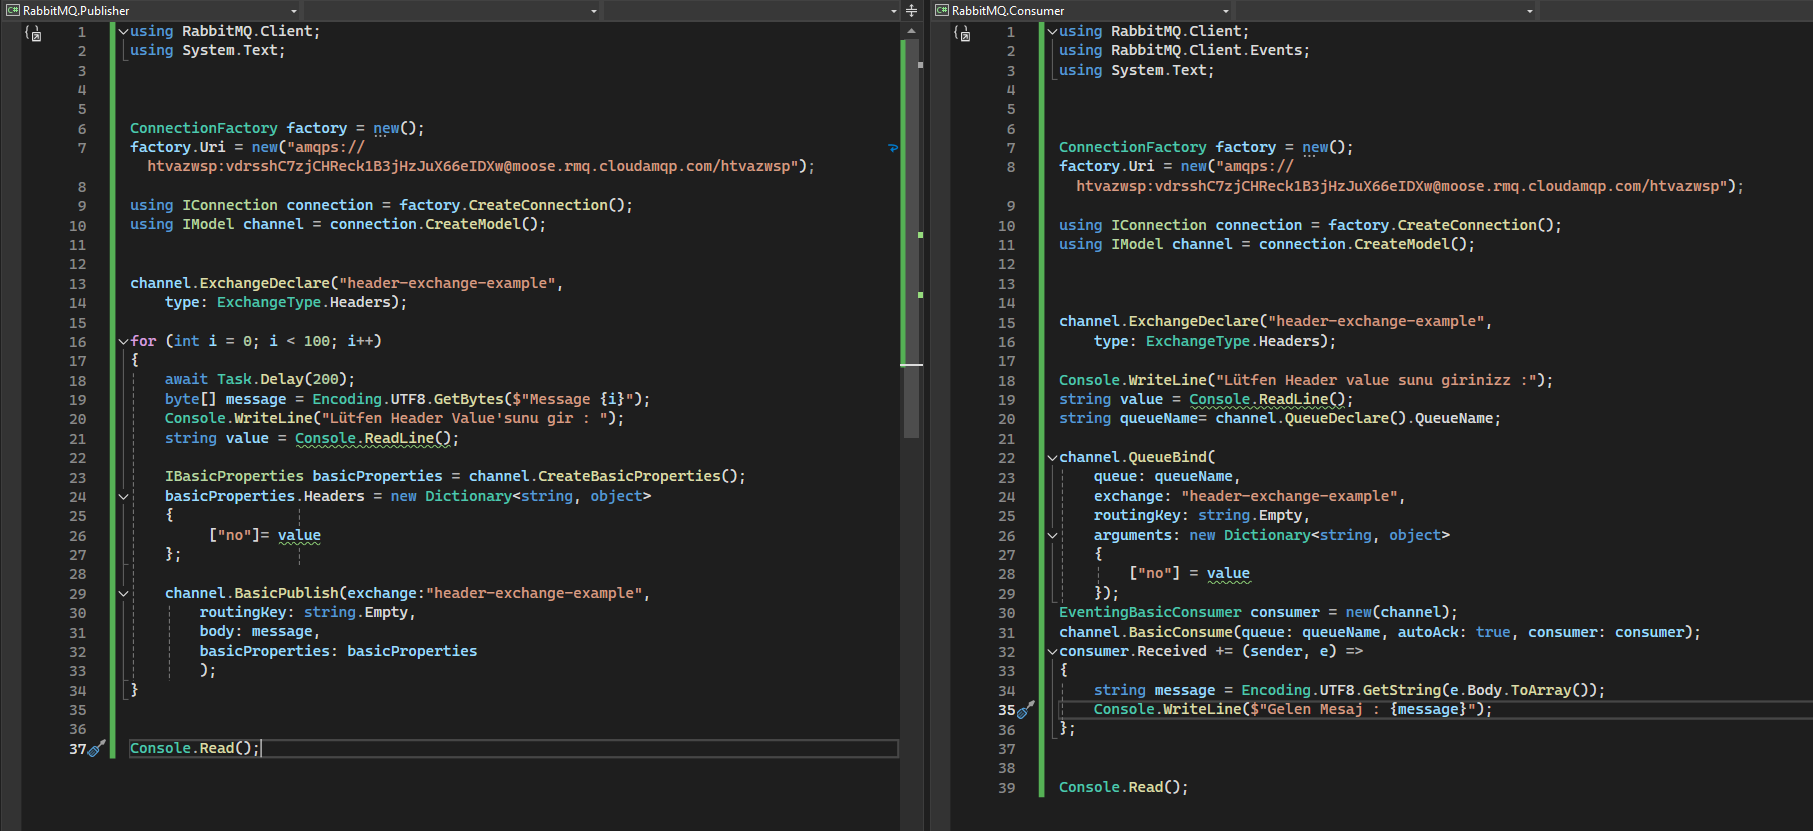 RabbitMQ.Publisher
1 using RabbitMQ.Client;
2 using System.Text;
3
4
5
6 ConnectionFactory factory = new();
7 factory.Uri = new("amqps://
htvazwsp:vdrsshC7zjCHReck1B3jHzJuX66eIDXw@moose.rmq.cloudamqp.com/htvazwsp");
8
9 using IConnection connection = factory.CreateConnection();
10 using IModel channel = connection.CreateModel();
11
12
13 channel.ExchangeDeclare("header-exchange-example",
14 type: ExchangeType.Headers);
15
16 for (int i = 0; i < 100; i++)
17 {
18 await Task.Delay(200);
19 byte[] message = Encoding.UTF8.GetBytes($"Message {i}");
20 Console.WriteLine("Lütfen Header Value'sunu gir : ");
21 string value = Console.ReadLine();
22
23 IBasicProperties basicProperties = channel.CreateBasicProperties();
24 basicProperties.Headers = new Dictionary<string, object>
25 {
26 ["no"]= value
27 };
28
29 channel.BasicPublish(exchange:"header-exchange-example",
30 routingKey: string.Empty,
31 body: message,
32 basicProperties: basicProperties
33 );
34 }
35
36
37 Console.Read();
RabbitMQ.Consumer
1 using RabbitMQ.Client;
2 using RabbitMQ.Client.Events;
3 using System.Text;
4
5
6
7 ConnectionFactory factory = new();
8 factory.Uri = new("amqps://
htvazwsp:vdrsshC7zjCHReck1B3jHzJuX66eIDXw@moose.rmq.cloudamqp.com/htvazwsp");
9
10 using IConnection connection = factory.CreateConnection();
11 using IModel channel = connection.CreateModel();
12
13
14
15 channel.ExchangeDeclare("header-exchange-example",
16 type: ExchangeType.Headers);
17
18 Console.WriteLine("Lütfen Header value sunu girinizz :");
19 string value = Console.ReadLine();
20 string queueName= channel.QueueDeclare().QueueName;
21
22 channel.QueueBind(
23 queue: queueName,
24 exchange: "header-exchange-example",
25 routingKey: string.Empty,
26 arguments: new Dictionary<string, object>
27 {
28 ["no"] = value
29 });
30 EventingBasicConsumer consumer = new(channel);
31 channel.BasicConsume(queue: queueName, autoAck: true, consumer: consumer);
32 consumer.Received += (sender, e) =>
33 {
34 string message = Encoding.UTF8.GetString(e.Body.ToArray());
35 Console.WriteLine($"Gelen Mesaj : {message}");
36 };
37
38
39 Console.Read();